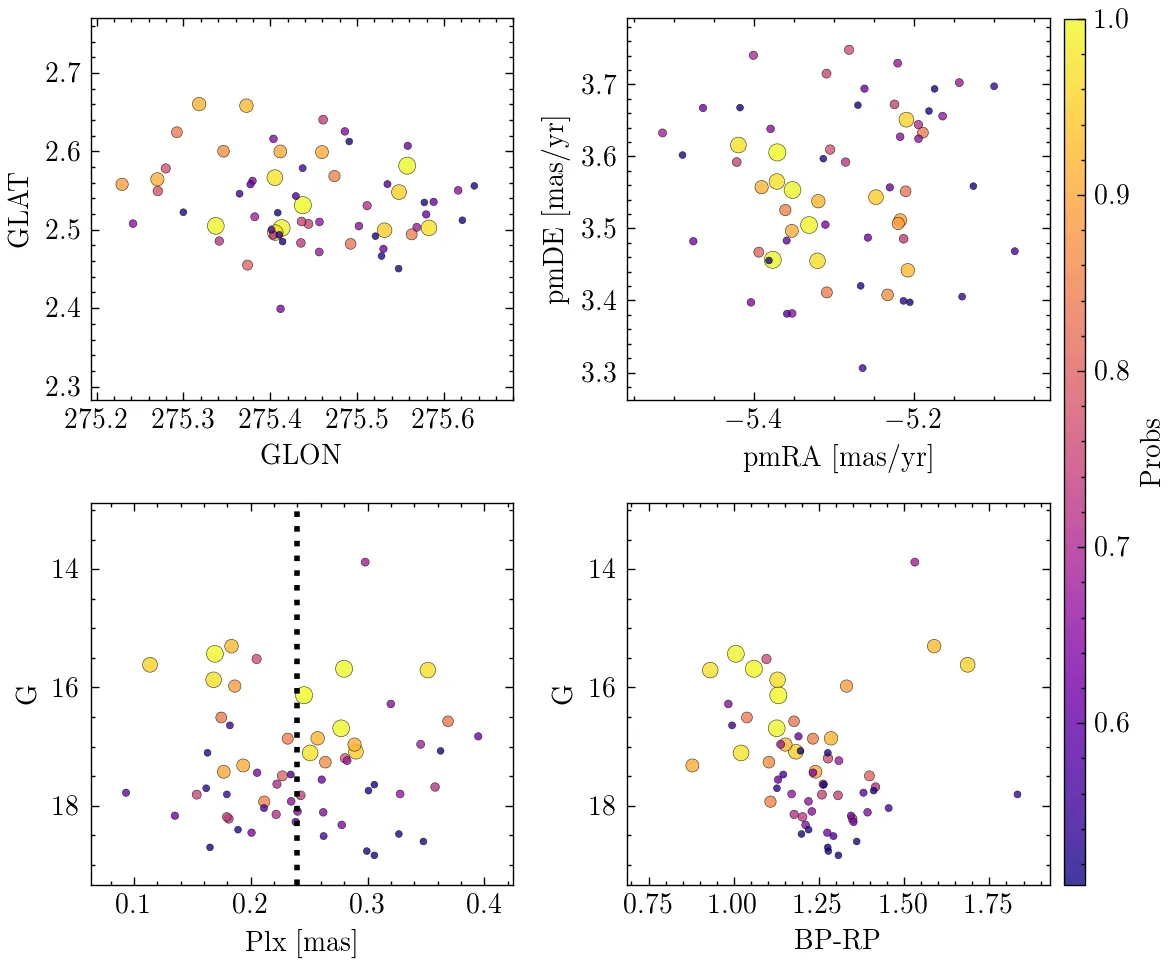 2.7
2.6
2.5
2.4
2.3
GLAT
275.2 275.3 275.4 275.5 275.6
GLON
3.7
3.6
3.5
3.4
3.3
pmDE [mas/yr]
−5.4 −5.2
pmRA [mas/yr]
1.0
0.9
0.8
0.7
0.6
Probs
14
16
18
G
0.1 0.2 0.3 0.4
Plx [mas]
14
16
18
G
0.75 1.00 1.25 1.50 1.75
BP-RP